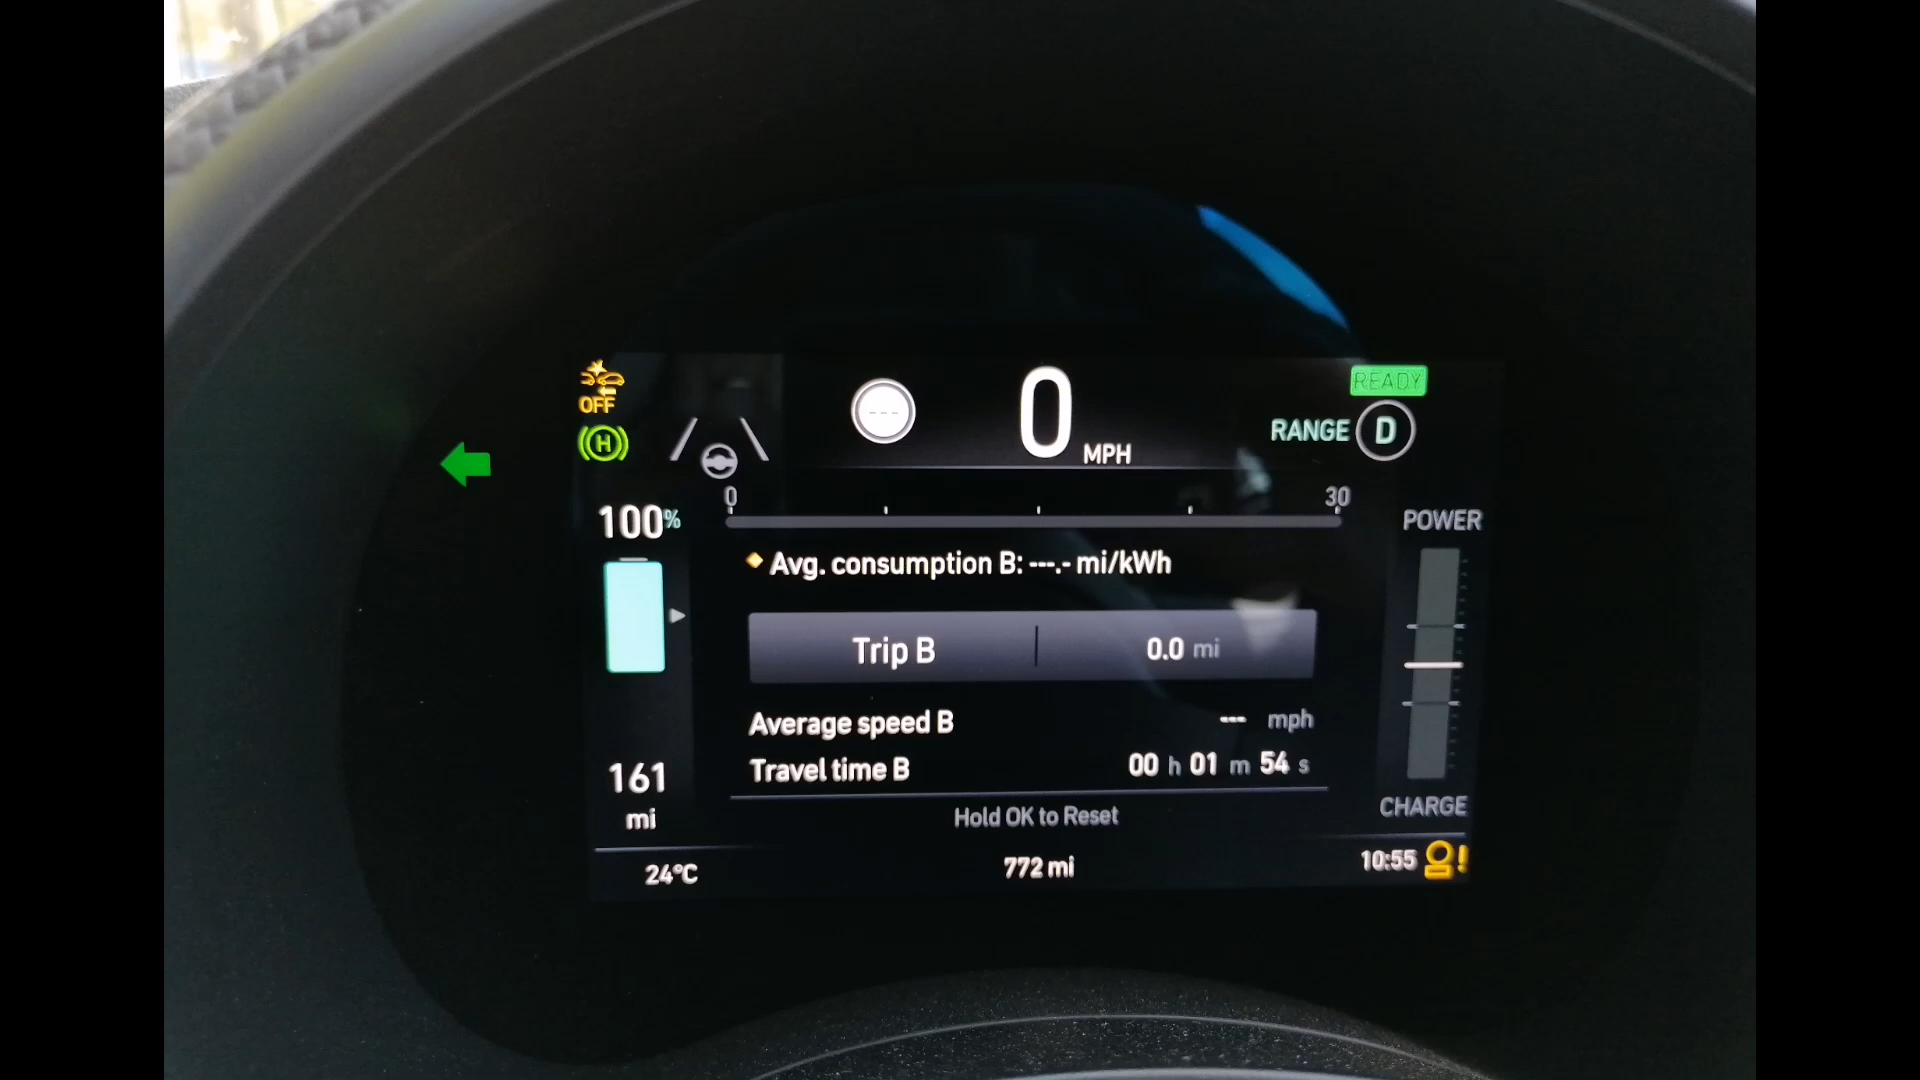 OFF
H
---
0
MPH
READY
RANGE D
100%
0
30
POWER
Avg. consumption B: ---.- mi/kWh
Trip B
0.0 mi
Average speed B --- mph
Travel time B 00 h 01 m 54 s
161
mi
Hold OK to Reset
CHARGE
24°C
772 mi
10:55
!